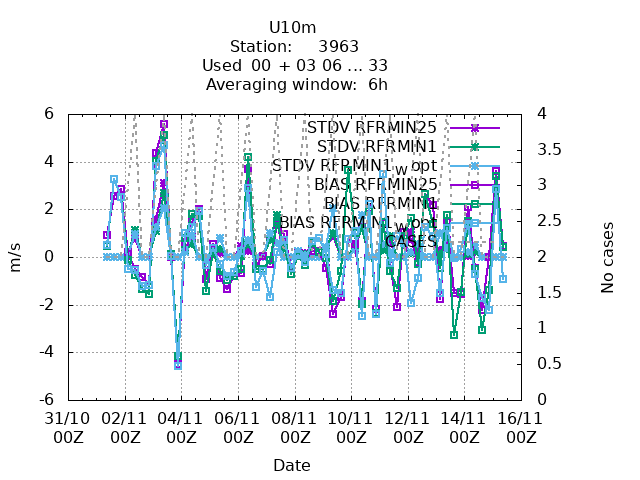 U10m
Station: 3963
Used 00 + 03 06 ... 33
Averaging window: 6h
STDV RFRMIN25
STDV RFRMIN1
STDV RFRMIN1_w_opt
BIAS RFRMIN25
BIAS RFRMIN1
BIAS RFRMIN1_w_opt
CASES
6
4
2
0
-2
-4
-6
m/s
4
3.5
3
2.5
2
1.5
1
0.5
0
No cases
31/10 02/11 04/11 06/11 08/11 10/11 12/11 14/11 16/11
00Z 00Z 00Z 00Z 00Z 00Z 00Z 00Z 00Z
Date